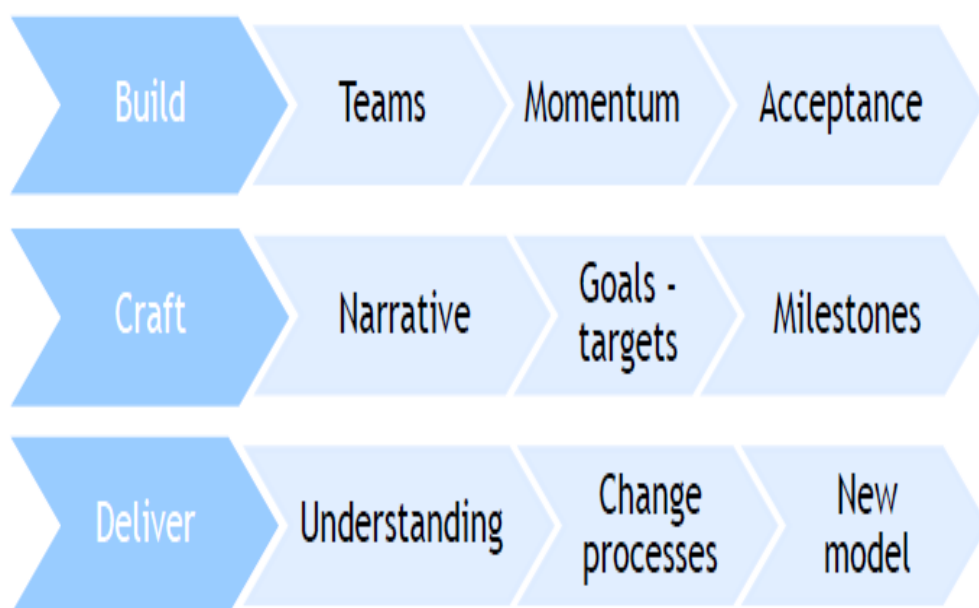 Build
Teams
Momentum
Acceptance
Craft
Narrative
Goals -
targets
Milestones
Deliver
Understanding
Change
processes
New
model